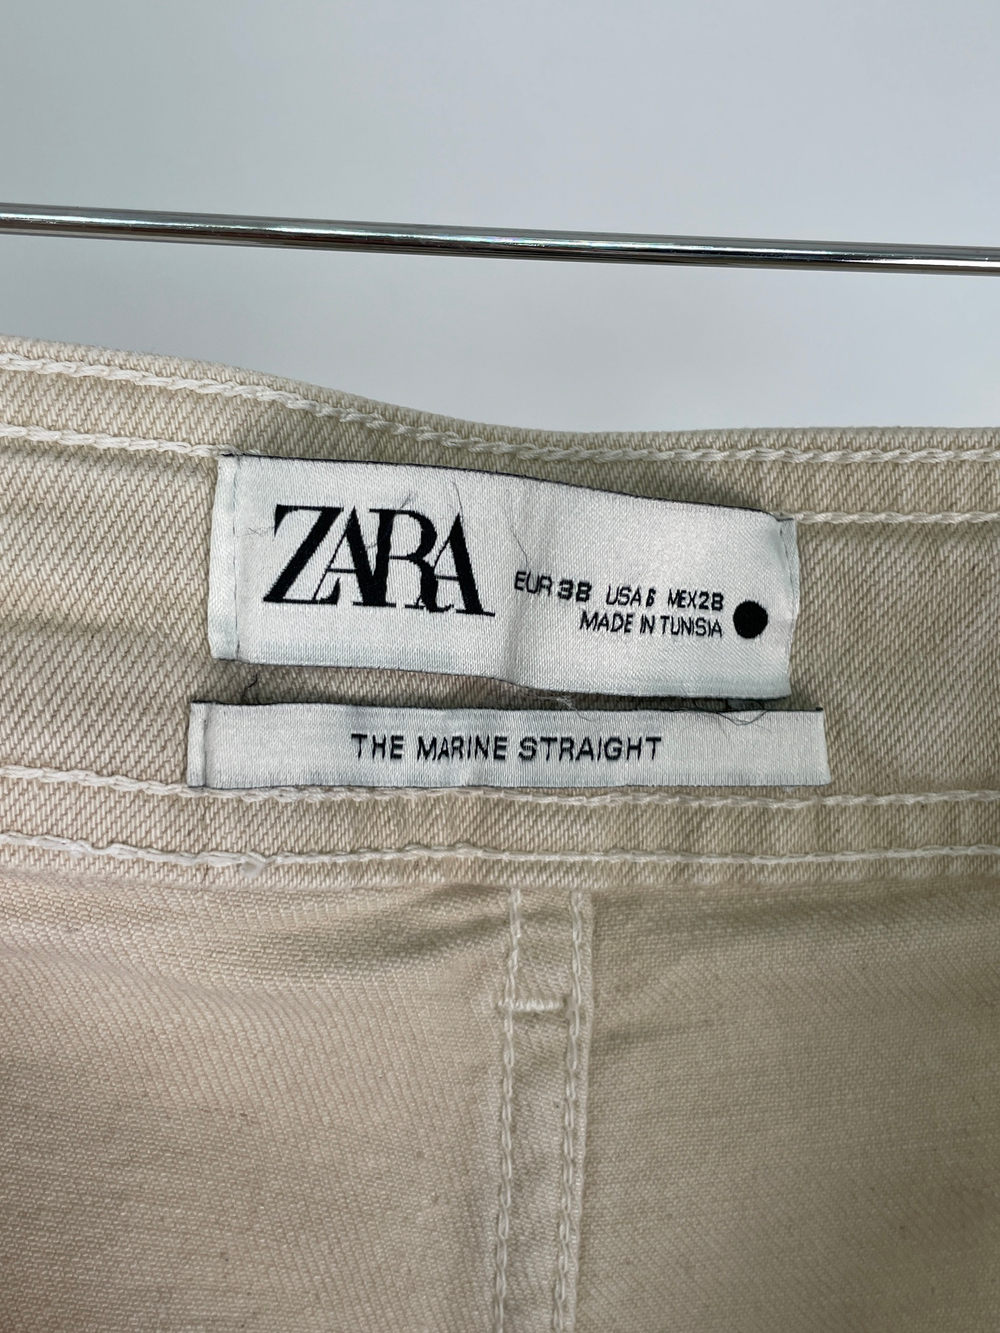 ZARA
EUR 38 USA 6 MEX 28
MADE IN TUNISIA
THE MARINE STRAIGHT